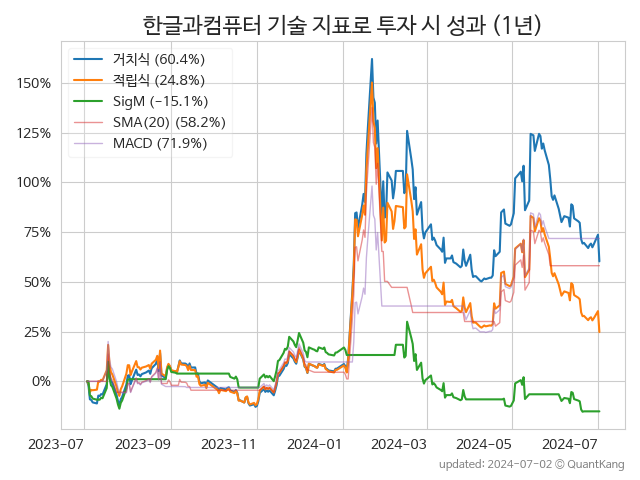 한글과컴퓨터 기술 지표로 투자 시 성과 (1년)
거치식 (60.4%)
적립식 (24.8%)
SigM (−15.1%)
SMA(20) (58.2%)
MACD (71.9%)
150%
125%
100%
75%
50%
25%
0%
2023-07 2023-09 2023-11 2024-01 2024-03 2024-05 2024-07
updated: 2024-07-02 © QuantKang